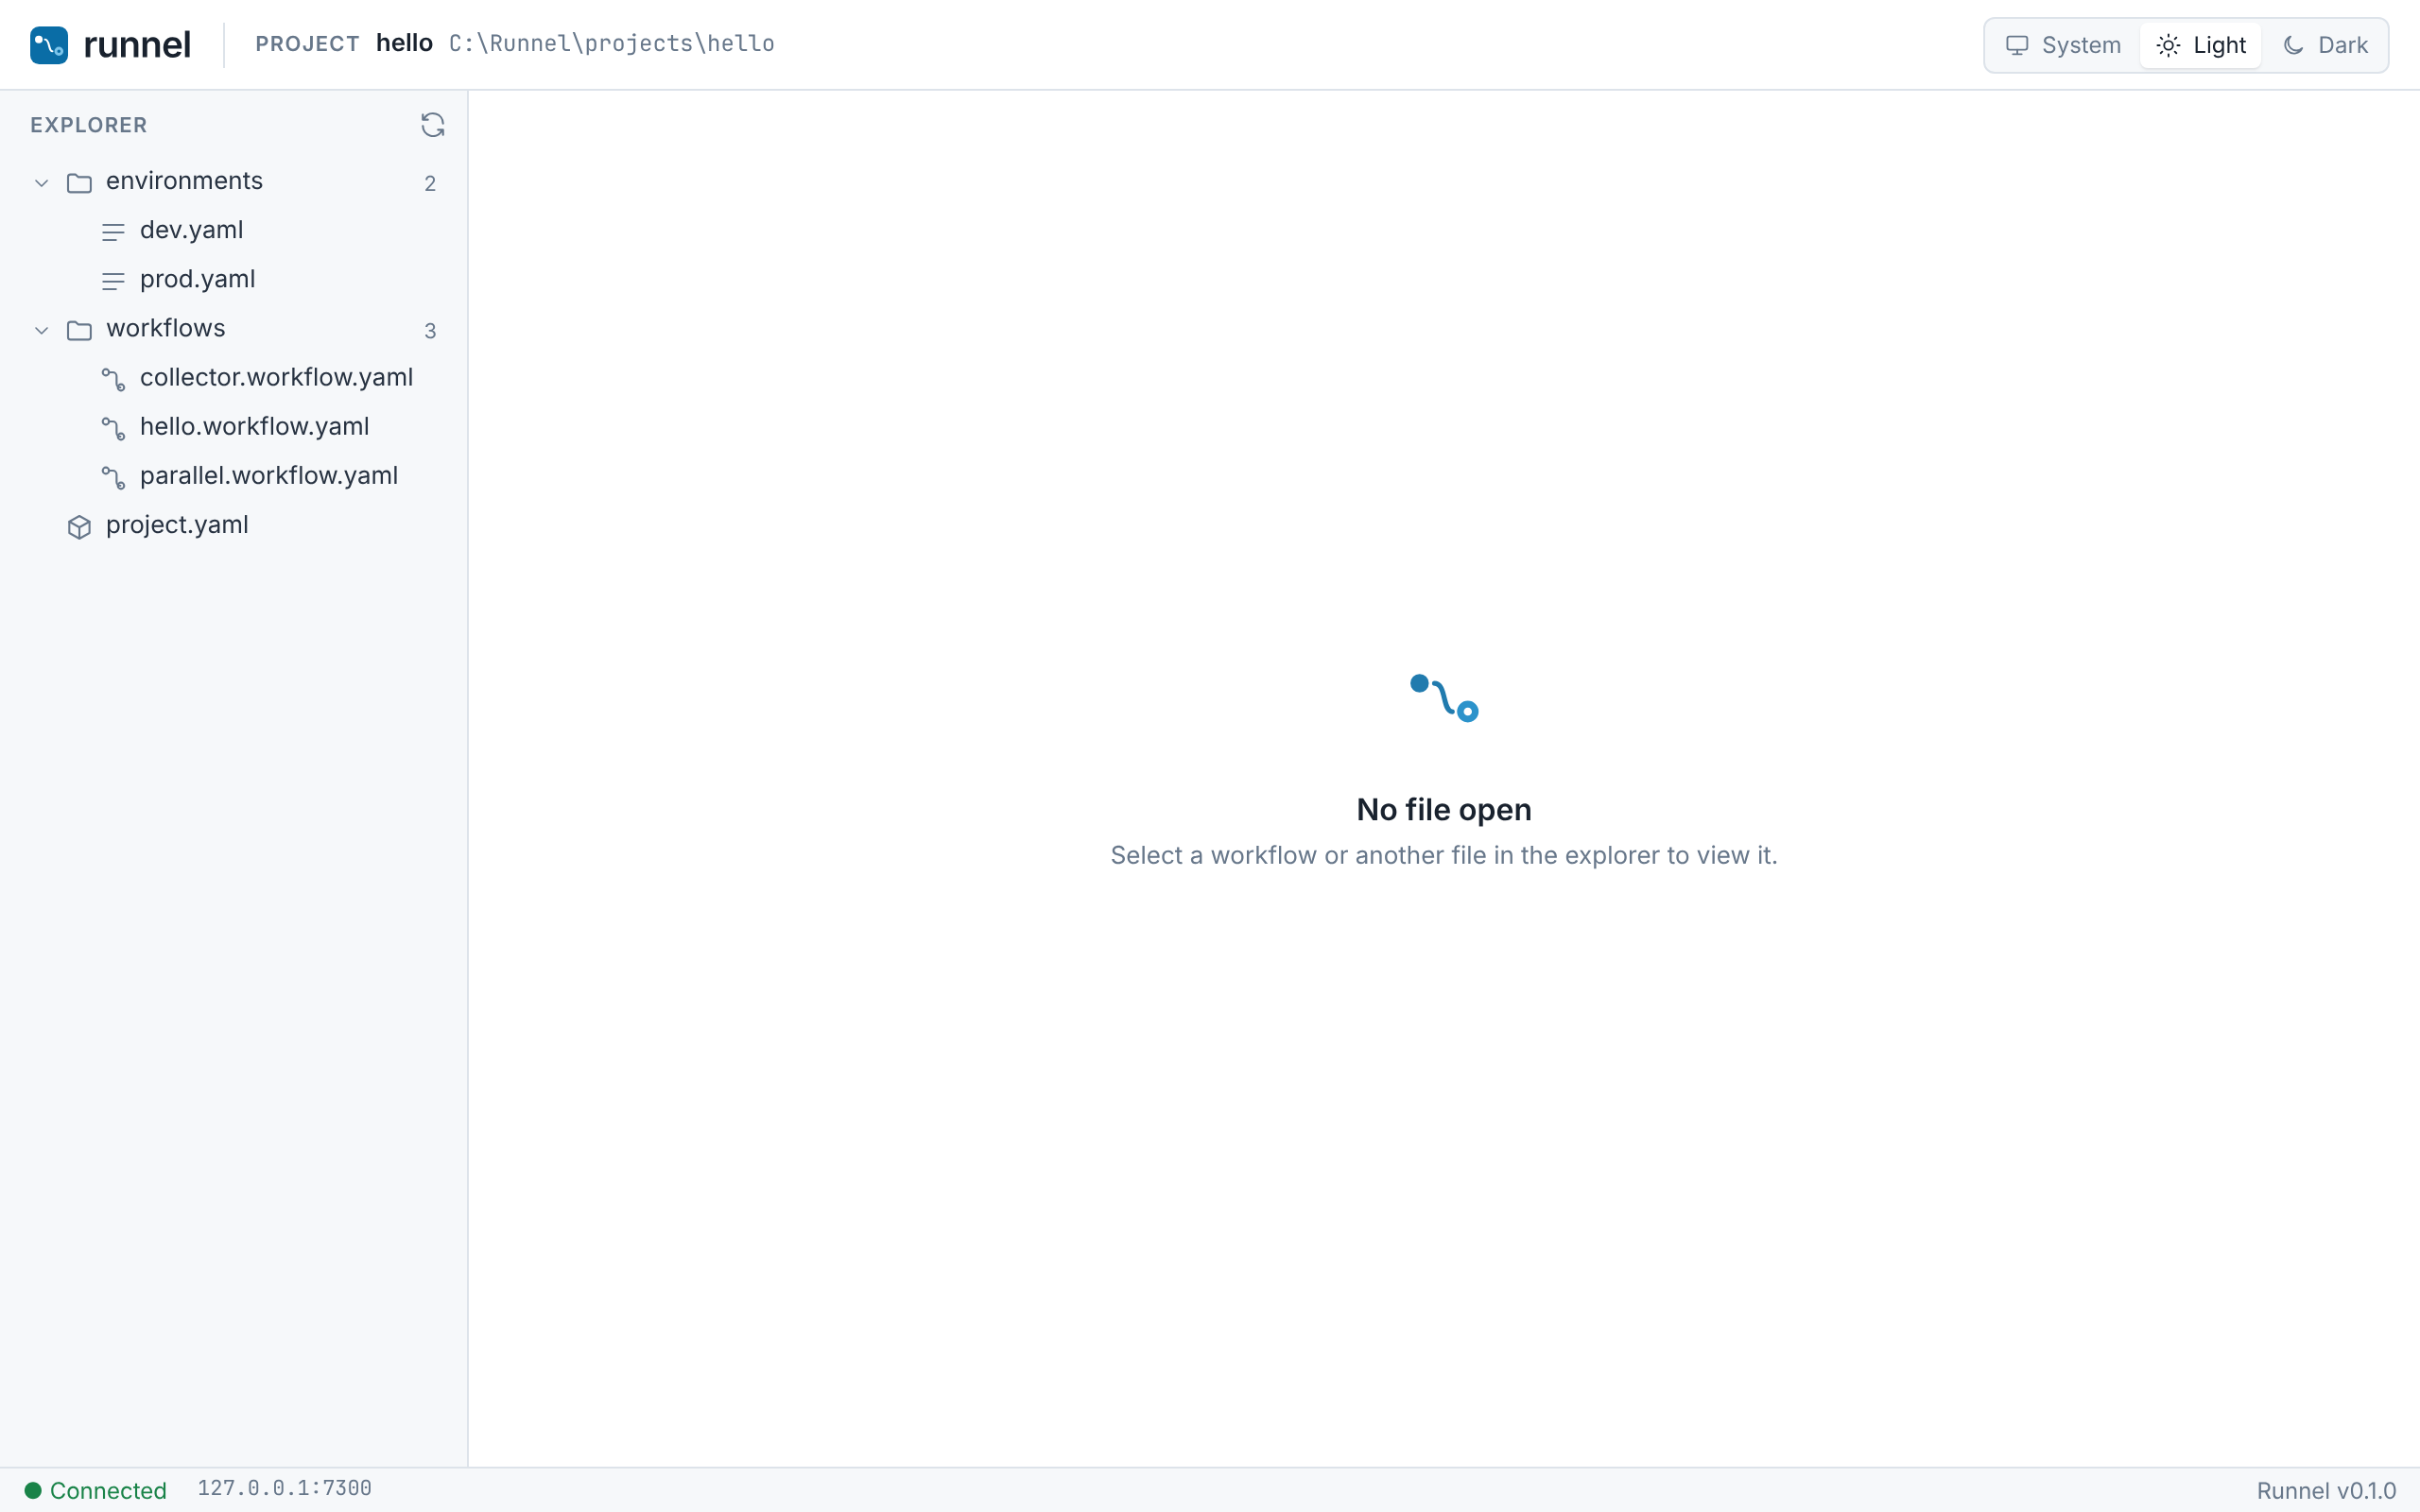 runnel PROJECT hello C:\Runnel\projects\hello System Light Dark
EXPLORER
environments 2
dev.yaml
prod.yaml
workflows 3
collector.workflow.yaml
hello.workflow.yaml
parallel.workflow.yaml
project.yaml
No file open
Select a workflow or another file in the explorer to view it.
Connected 127.0.0.1:7300 Runnel v0.1.0